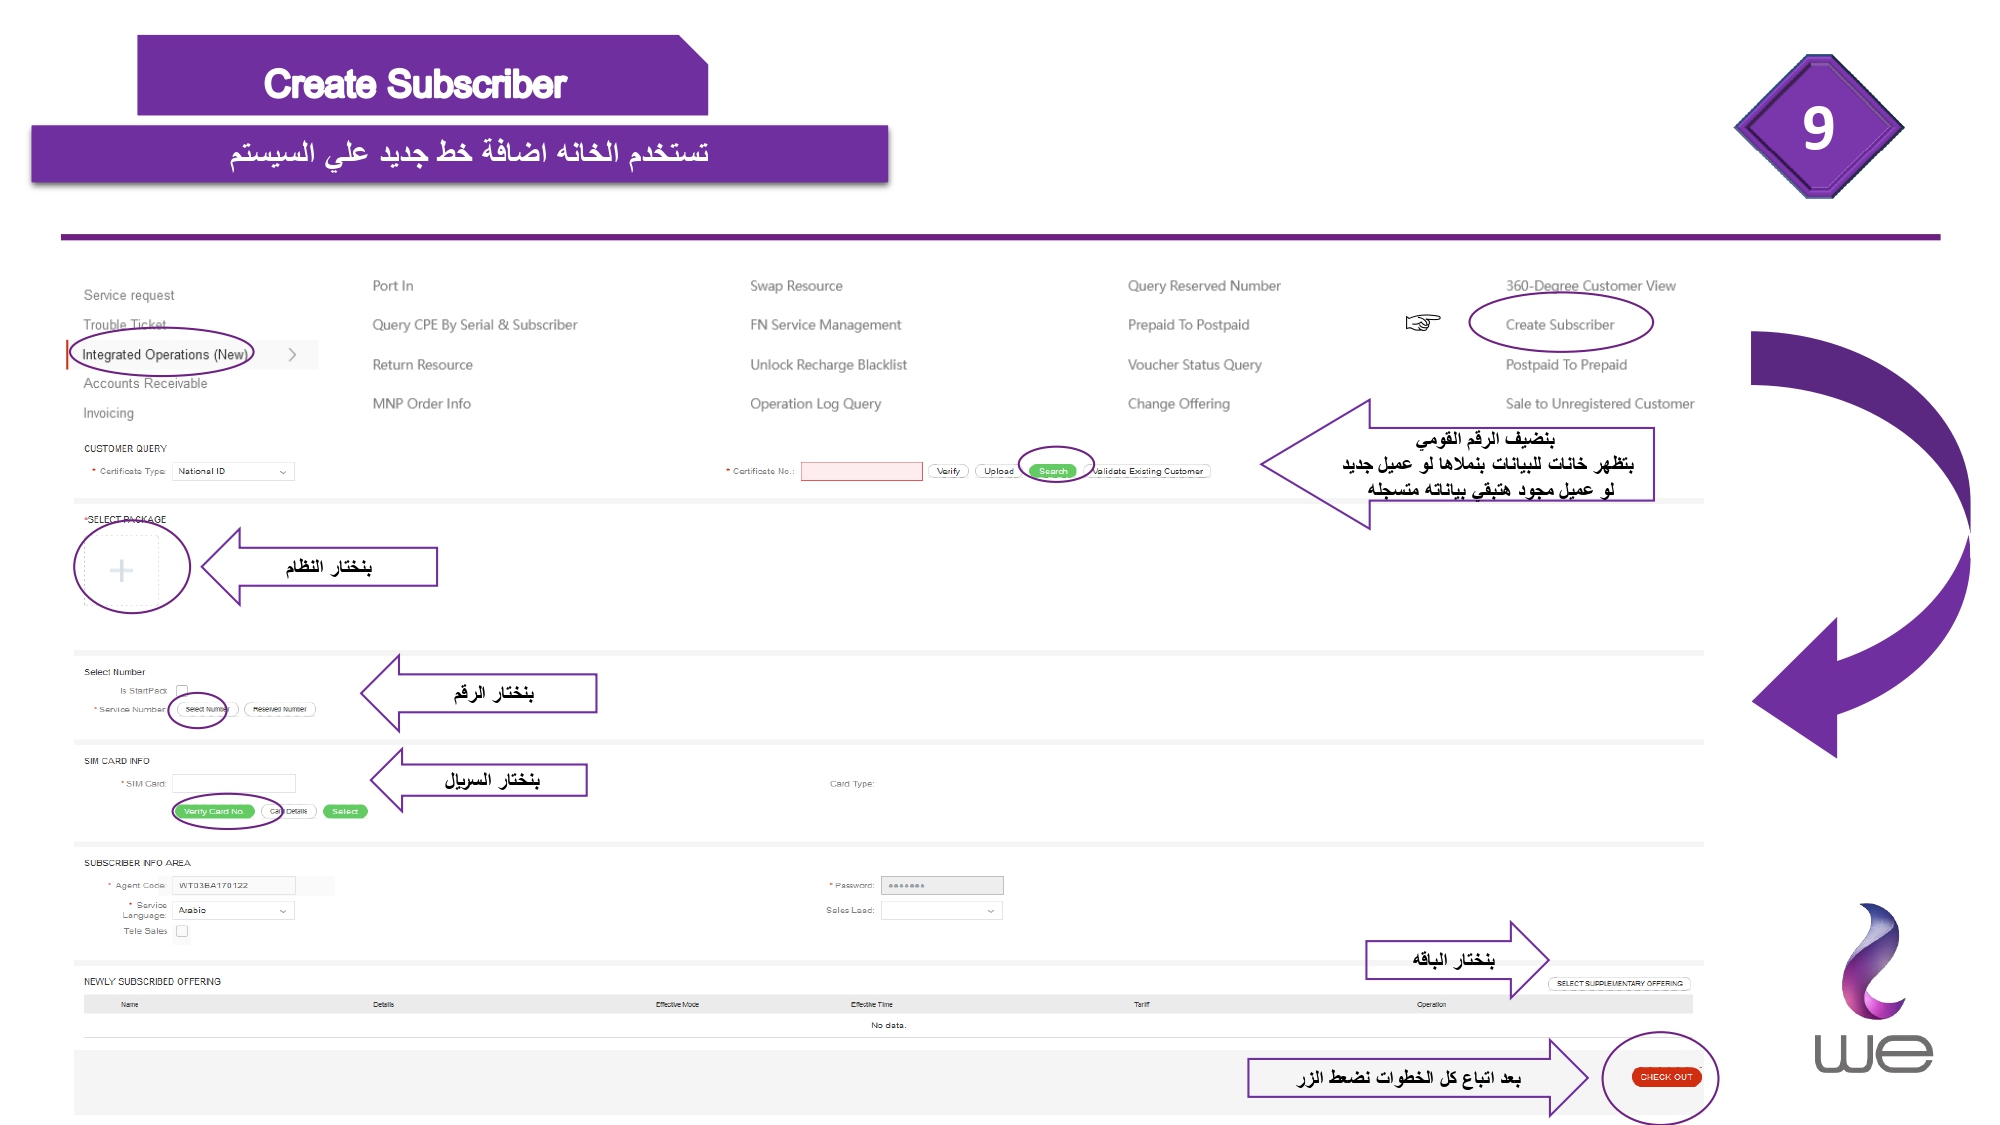 Create Subscriber
تستخدم الخانه اضافة خط جديد علي السيستم
9
Service request
Trouble Ticket
Integrated Operations (New)
Accounts Receivable
Invoicing
Port In
Swap Resource
Query Reserved Number
360-Degree Customer View
Query CPE By Serial & Subscriber
FN Service Management
Prepaid To Postpaid
Create Subscriber
Return Resource
Unlock Recharge Blacklist
Voucher Status Query
Postpaid To Prepaid
MNP Order Info
Operation Log Query
Change Offering
Sale to Unregistered Customer
CUSTOMER QUERY
* Certificate Type: National ID
* Certificate No.: Verify Upload Search Validate Existing Customer
بنضيف الرقم القومي
بتظهر خانات للبيانات بنملاها لو عميل جديد
لو عميل مجود هتبقي بياناته متسجله
*SELECT PACKAGE
+
بنختار النظام
Select Number
Is StartPack
* Service Number: Select Number Reserved Number
بنختار الرقم
SIM CARD INFO
* SIM Card:
Card Type:
Verify Card No. Card Details Select
بنختار السريال
SUBSCRIBER INFO AREA
* Agent Code: WT03BA170122
* Password: •••••••
* Service
Language: Arabic
Sales Lead:
Tele Sales
بنختار الباقه
NEWLY SUBSCRIBED OFFERING
SELECT SUPPLEMENTARY OFFERING
Name Details Effective Mode Effective Time Tariff Operation
No data.
بعد اتباع كل الخطوات نضعط الزر
CHECK OUT
we